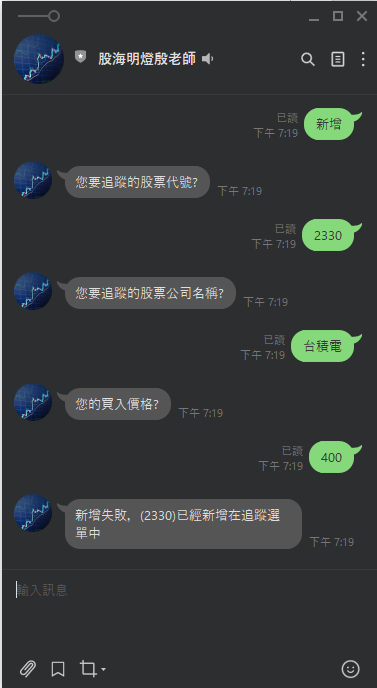 股海明燈殷老師
已讀
下午 7:19
新增
您要追蹤的股票代號?
下午 7:19
已讀
下午 7:19
2330
您要追蹤的股票公司名稱?
下午 7:19
已讀
下午 7:19
台積電
您的買入價格?
下午 7:19
已讀
下午 7:19
400
新增失敗，(2330)已經新增在追蹤選
單中
下午 7:19
輸入訊息